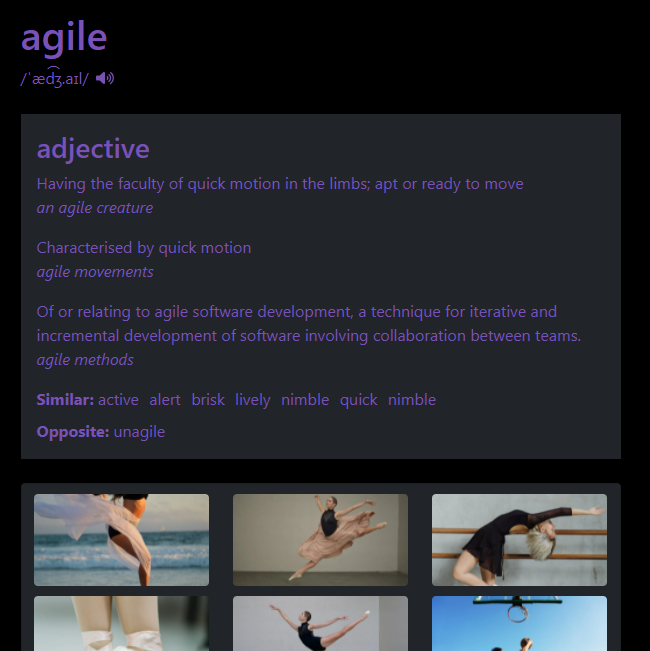 agile
/ˈæd͡ʒ.aɪl/
adjective
Having the faculty of quick motion in the limbs; apt or ready to move
an agile creature
Characterised by quick motion
agile movements
Of or relating to agile software development, a technique for iterative and
incremental development of software involving collaboration between teams.
agile methods
Similar: active alert brisk lively nimble quick nimble
Opposite: unagile